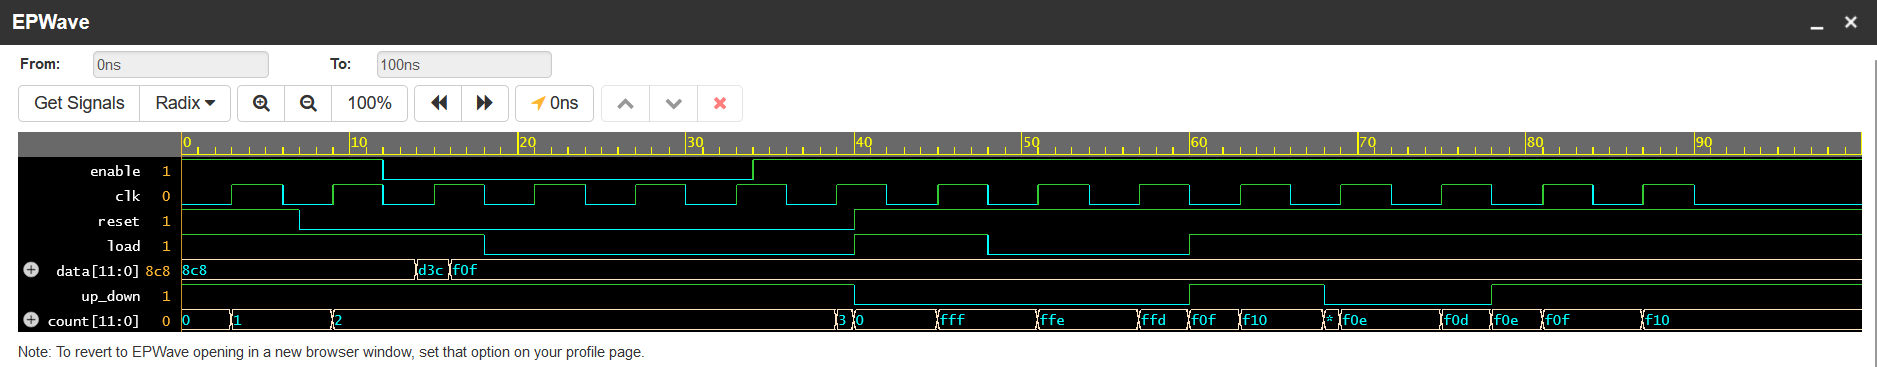 EPWave
From: 0ns To: 100ns
Get Signals Radix 100% 0ns
0 10 20 30 40 50 60 70 80 90
enable 1
clk 0
reset 1
load 1
data[11:0] 8c8 8c8 d3c f0f
up_down 1
count[11:0] 0 0 1 2 3 0 fff ffe ffd f0f f10 * f0e f0d f0e f0f f10
Note: To revert to EPWave opening in a new browser window, set that option on your profile page.